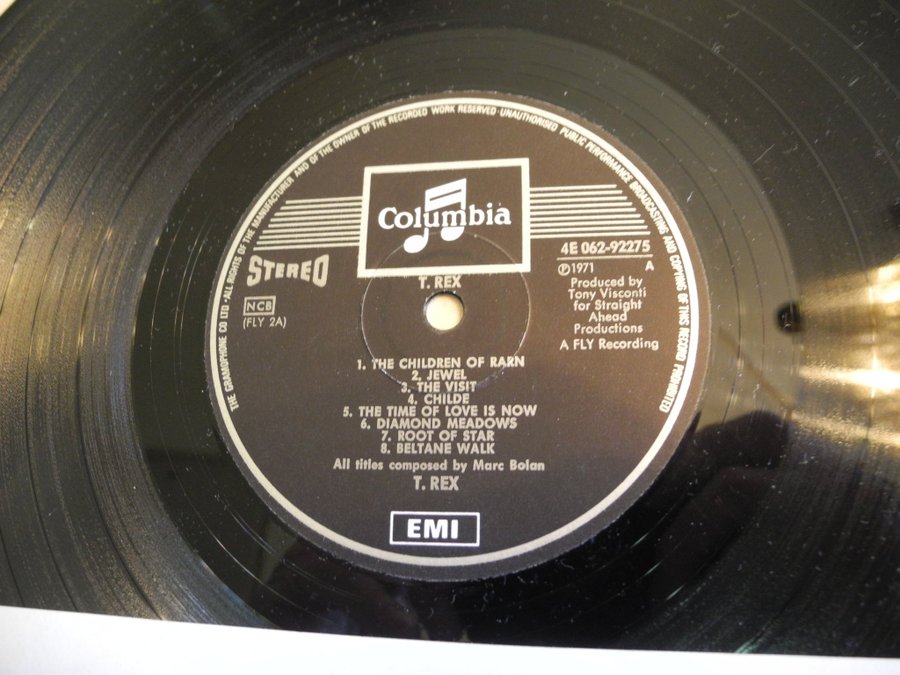 THE GRAMOPHONE CO LTD · ALL RIGHTS OF THE MANUFACTURER AND OF THE OWNER OF THE RECORDED WORK RESERVED · UNAUTHORISED PUBLIC PERFORMANCE BROADCASTING AND COPYING OF THIS RECORD PROHIBITED
Columbia
4E 062-92275
STEREO
T. REX
℗1971 A
NCB
(FLY 2A)
Produced by
Tony Visconti
for Straight
Ahead
Productions
A FLY Recording
1. THE CHILDREN OF RARN
2. JEWEL
3. THE VISIT
4. CHILDE
5. THE TIME OF LOVE IS NOW
6. DIAMOND MEADOWS
7. ROOT OF STAR
8. BELTANE WALK
All titles composed by Marc Bolan
T. REX
EMI